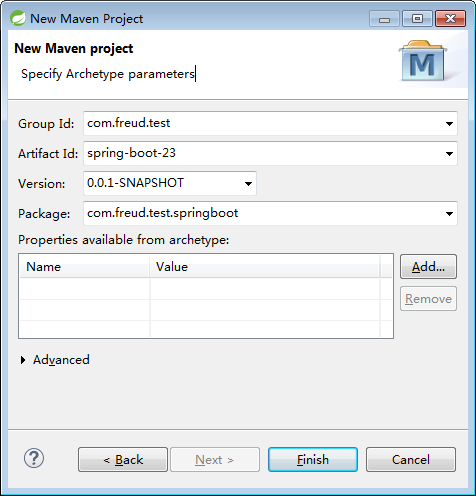 New Maven Project
New Maven project
Specify Archetype parameters
M
Group Id: com.freud.test
Artifact Id: spring-boot-23
Version: 0.0.1-SNAPSHOT
Package: com.freud.test.springboot
Properties available from archetype:
Name Value Add...
Remove
Advanced
? < Back Next > Finish Cancel